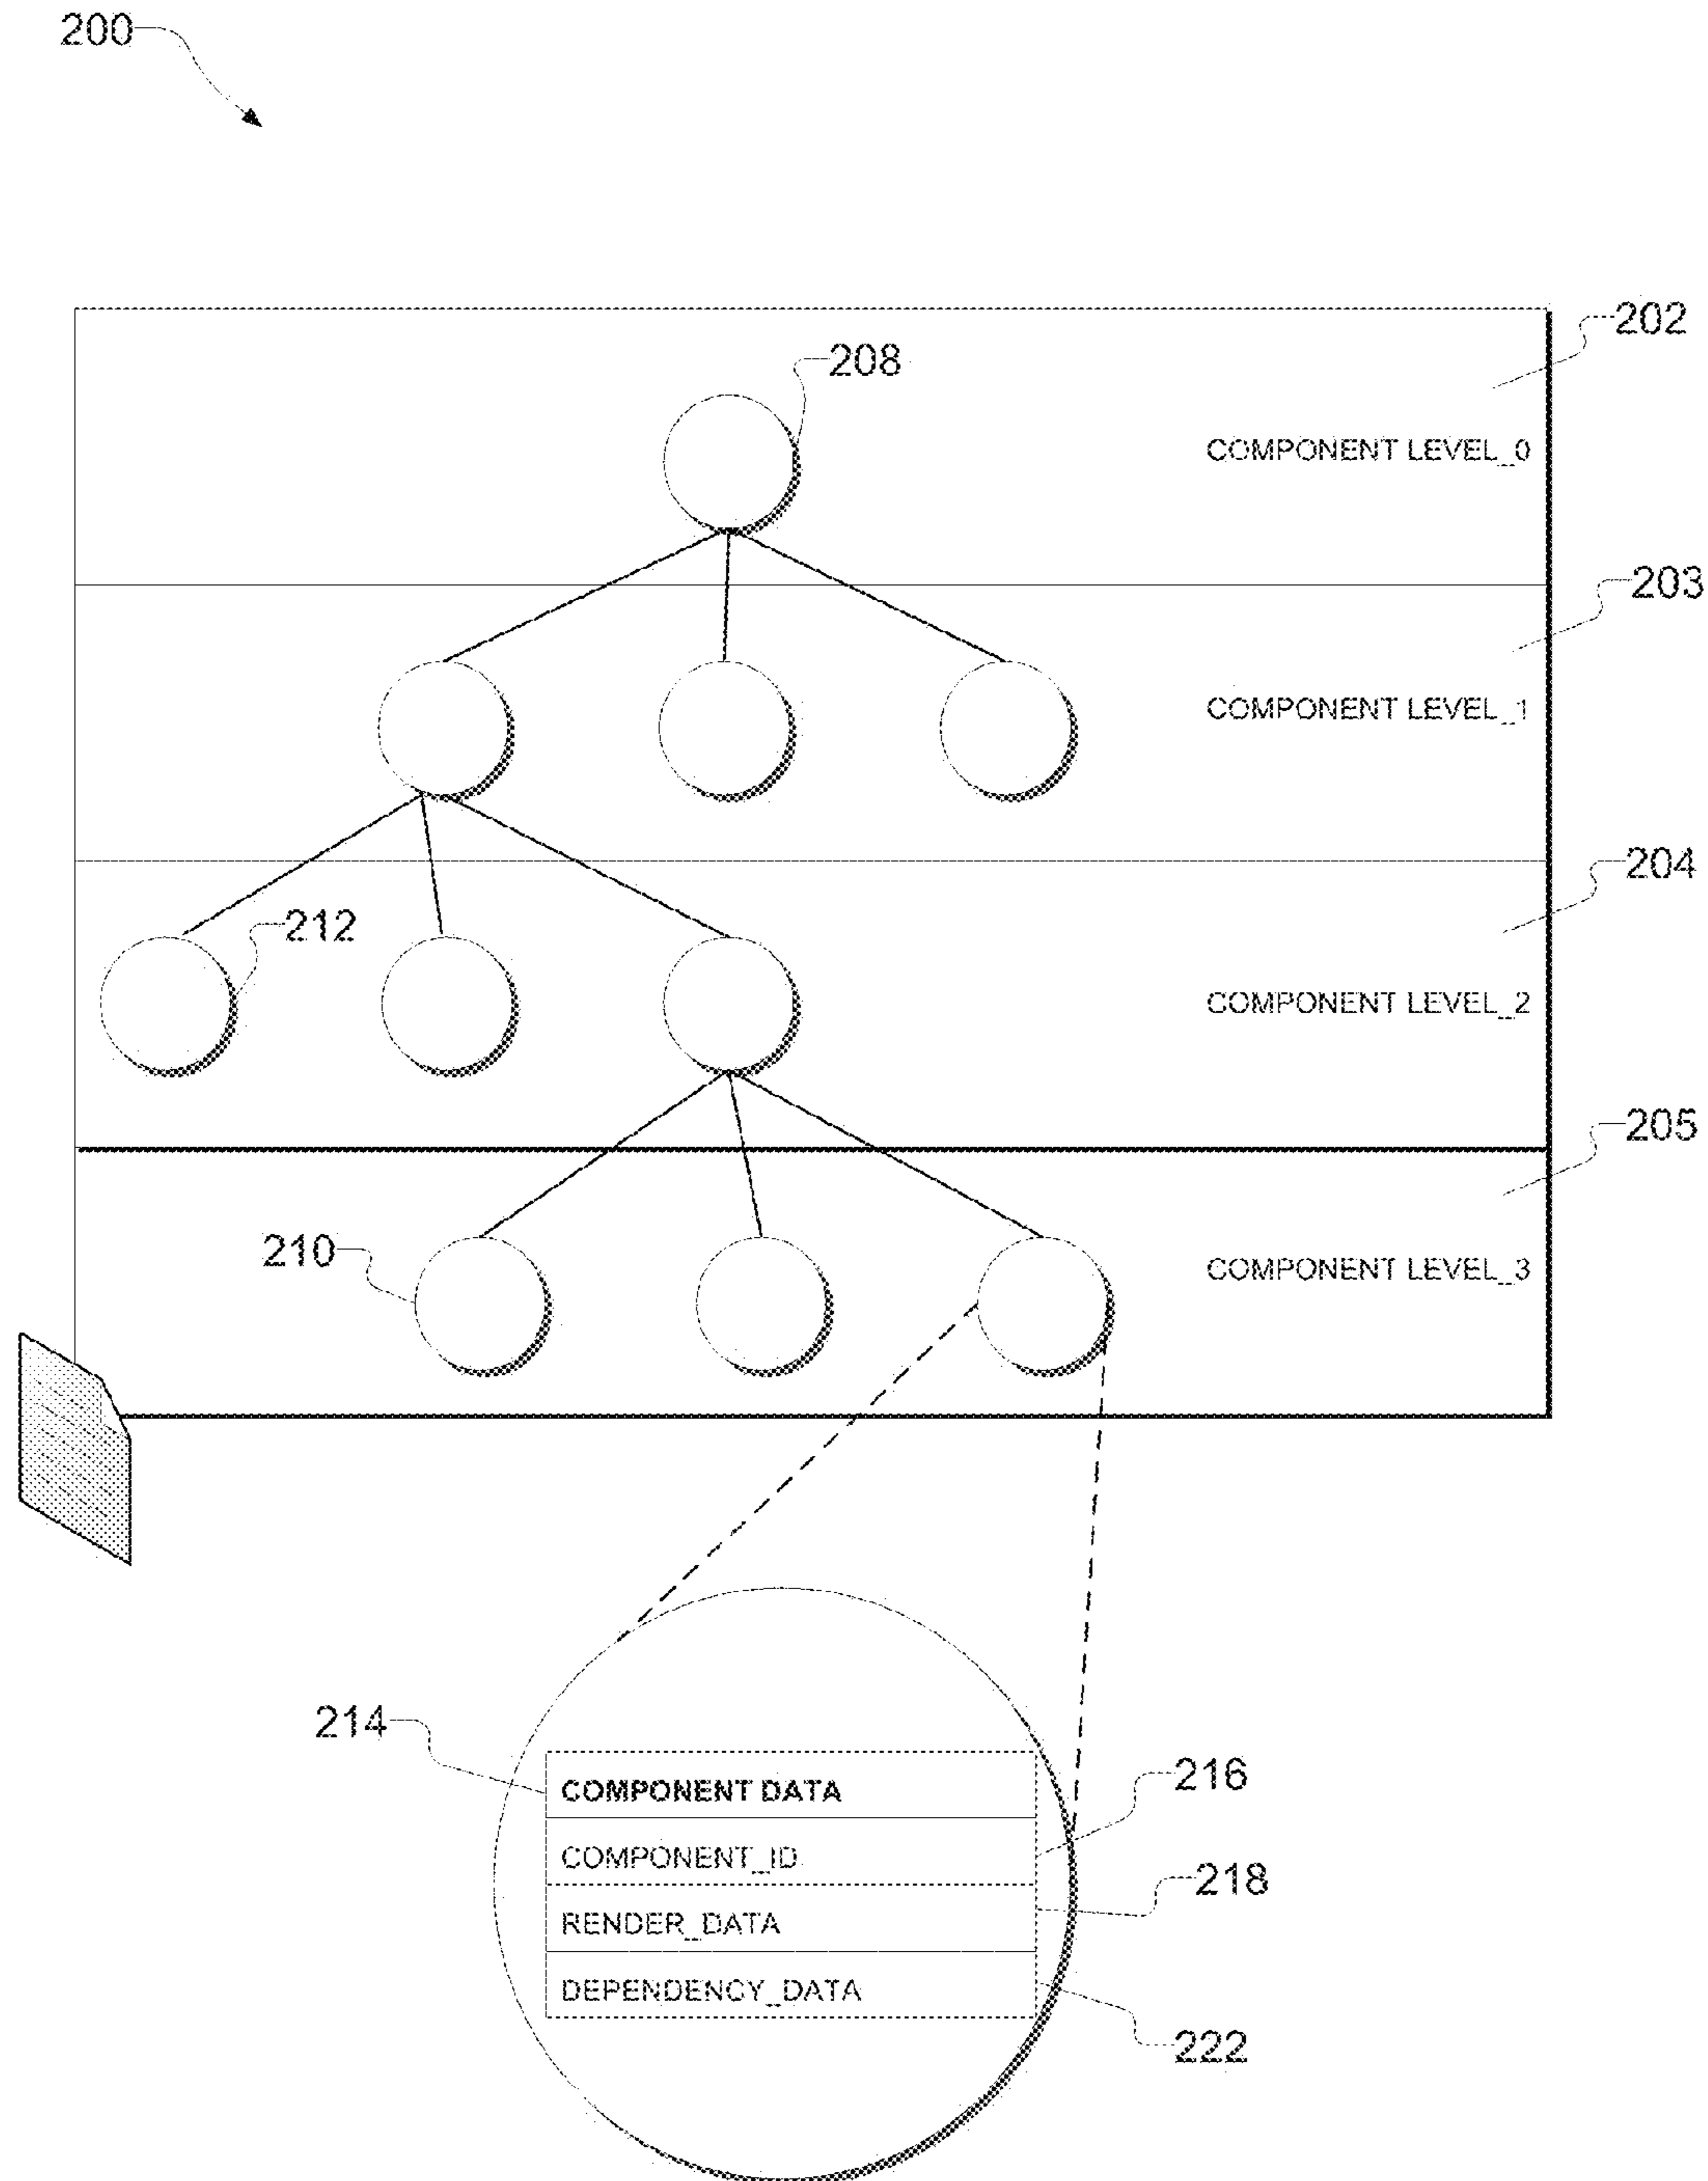 200
202
208
COMPONENT LEVEL_0
203
COMPONENT LEVEL_1
204
212
COMPONENT LEVEL_2
205
210
COMPONENT LEVEL_3
214
COMPONENT DATA
216
COMPONENT_ID
218
RENDER_DATA
DEPENDENCY_DATA
222